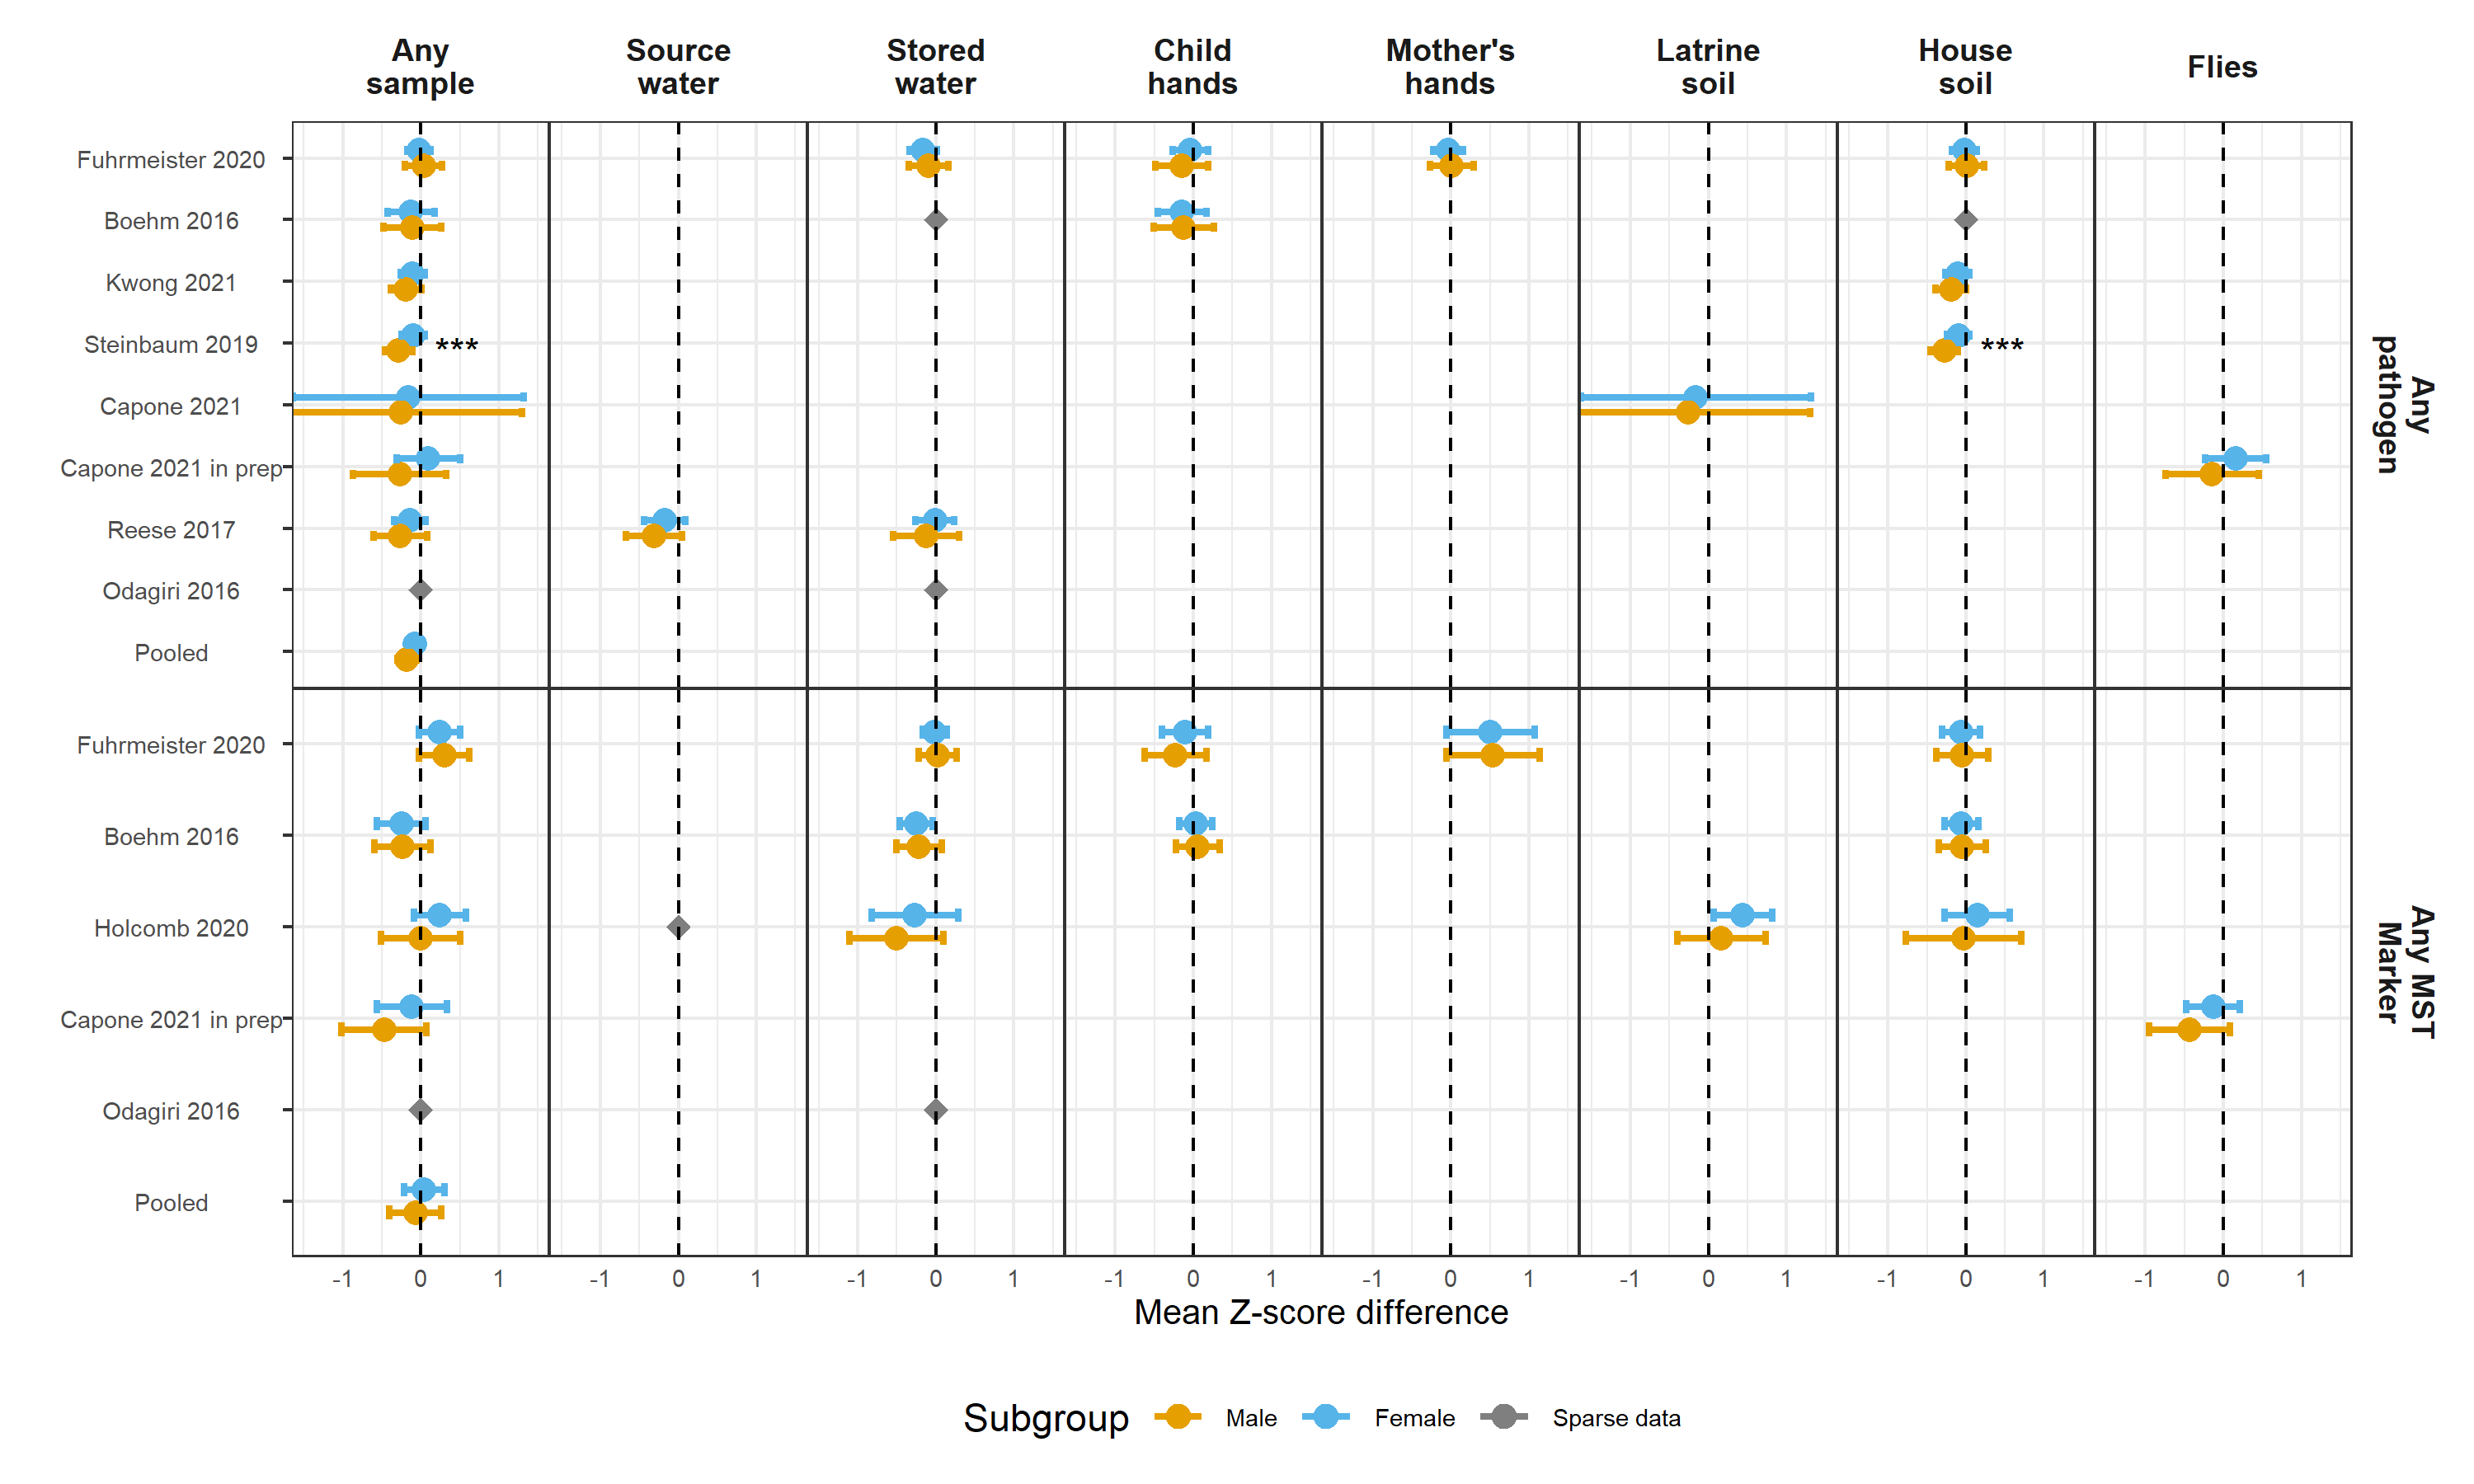 Any
sample
Source
water
Stored
water
Child
hands
Mother's
hands
Latrine
soil
House
soil
Flies
Fuhrmeister 2020
Boehm 2016
Kwong 2021
Steinbaum 2019
*** ***
Capone 2021
Capone 2021 in prep
Reese 2017
Odagiri 2016
Pooled
Any
pathogen
Fuhrmeister 2020
Boehm 2016
Holcomb 2020
Capone 2021 in prep
Odagiri 2016
Pooled
Any MST
Marker
-1 0 1 -1 0 1 -1 0 1 -1 0 1 -1 0 1 -1 0 1 -1 0 1 -1 0 1
Mean Z-score difference
Subgroup Male Female Sparse data